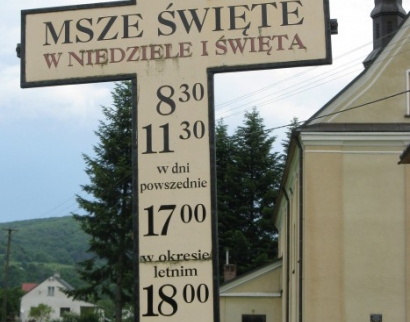 MSZE ŚWIĘTE
W NIEDZIELE I ŚWIĘTA
8 30
11 30
w dni
powszednie
17 00
w okresie
letnim
18 00